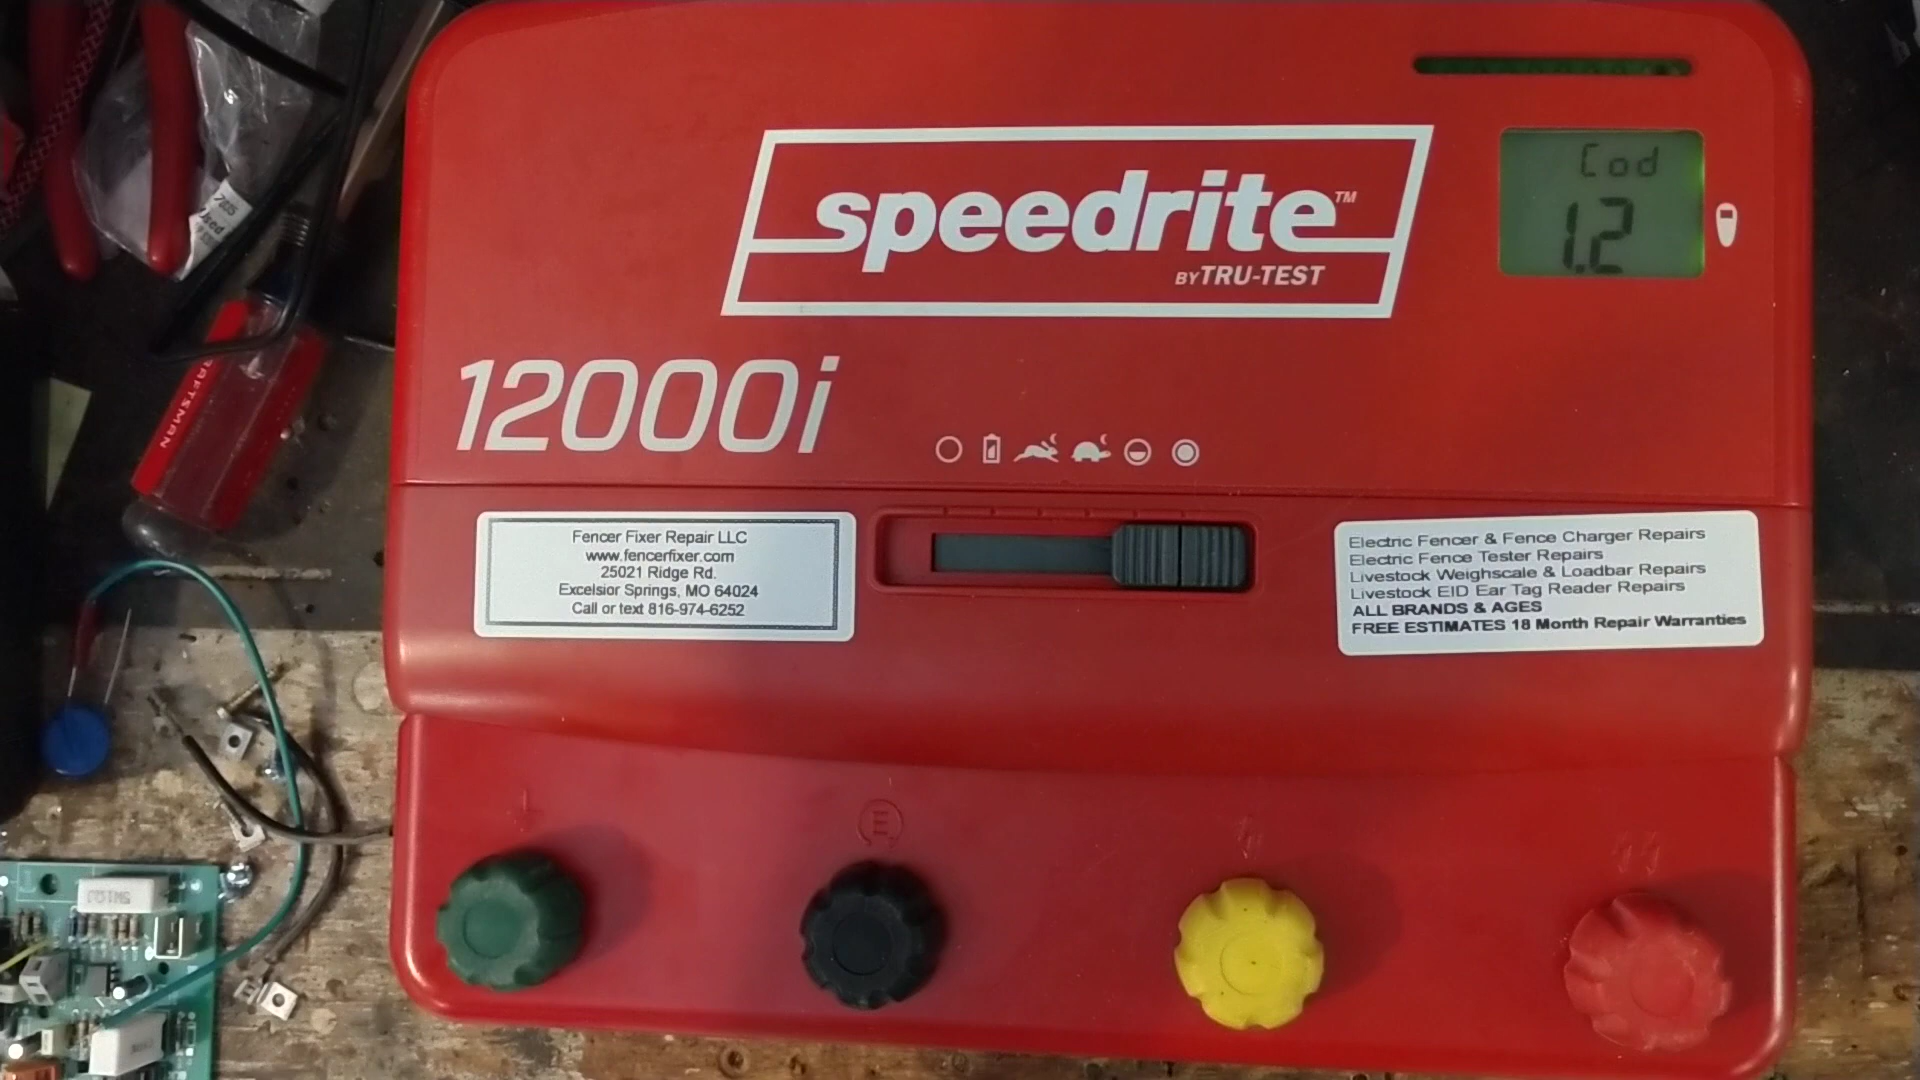 Cod
1.2
speedrite™
BY TRU-TEST
12000i
Fencer Fixer Repair LLC
www.fencerfixer.com
25021 Ridge Rd.
Excelsior Springs, MO 64024
Call or text 816-974-6252
Electric Fencer & Fence Charger Repairs
Electric Fence Tester Repairs
Livestock Weighscale & Loadbar Repairs
Livestock EID Ear Tag Reader Repairs
ALL BRANDS & AGES
FREE ESTIMATES 18 Month Repair Warranties
E